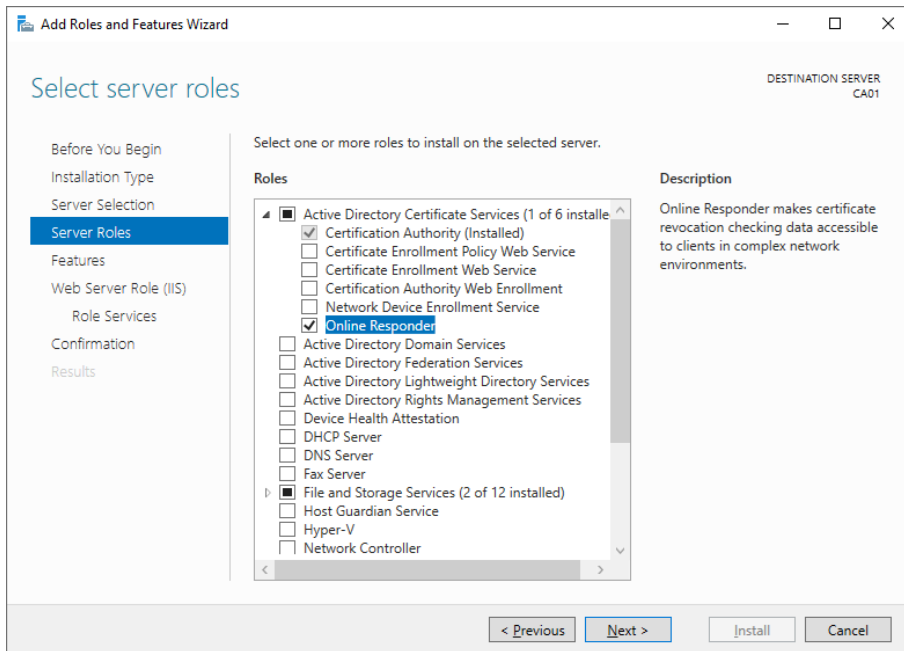 Add Roles and Features Wizard
Select server roles
DESTINATION SERVER
CA01
Before You Begin
Installation Type
Server Selection
Server Roles
Features
Web Server Role (IIS)
Role Services
Confirmation
Results
Select one or more roles to install on the selected server.
Roles
Active Directory Certificate Services (1 of 6 installe
Certification Authority (Installed)
Certificate Enrollment Policy Web Service
Certificate Enrollment Web Service
Certification Authority Web Enrollment
Network Device Enrollment Service
Online Responder
Active Directory Domain Services
Active Directory Federation Services
Active Directory Lightweight Directory Services
Active Directory Rights Management Services
Device Health Attestation
DHCP Server
DNS Server
Fax Server
File and Storage Services (2 of 12 installed)
Host Guardian Service
Hyper-V
Network Controller
Description
Online Responder makes certificate
revocation checking data accessible
to clients in complex network
environments.
< Previous
Next >
Install
Cancel